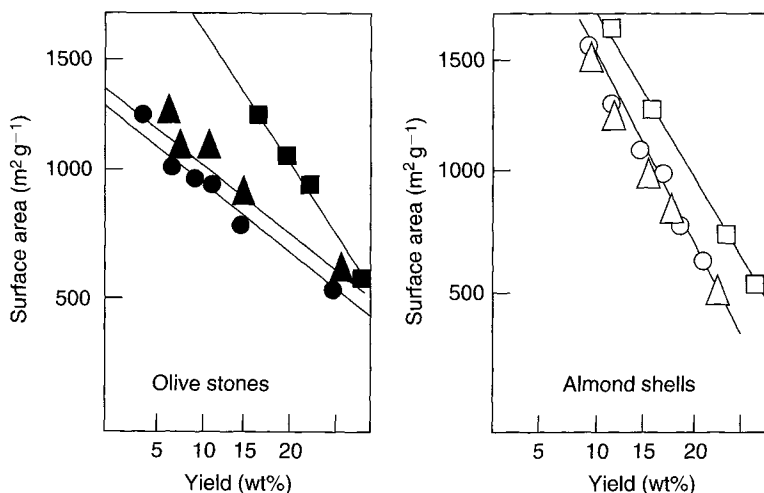 Surface area (m² g⁻¹)
1500
1000
500
Olive stones
5 10 15 20
Yield (wt%)
Surface area (m² g⁻¹)
1500
1000
500
Almond shells
5 10 15 20
Yield (wt%)